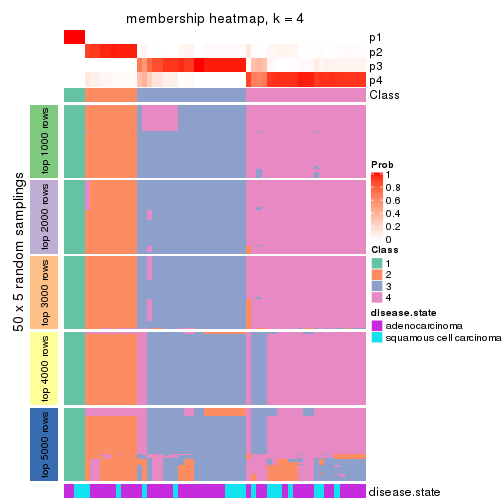 membership heatmap, k = 4
p1
p2
p3
p4
Class
50 x 5 random samplings
top 1000 rows
top 2000 rows
top 3000 rows
top 4000 rows
top 5000 rows
disease.state
Prob
1
0.8
0.6
0.4
0.2
0
Class
1
2
3
4
disease.state
adenocarcinoma
squamous cell carcinoma